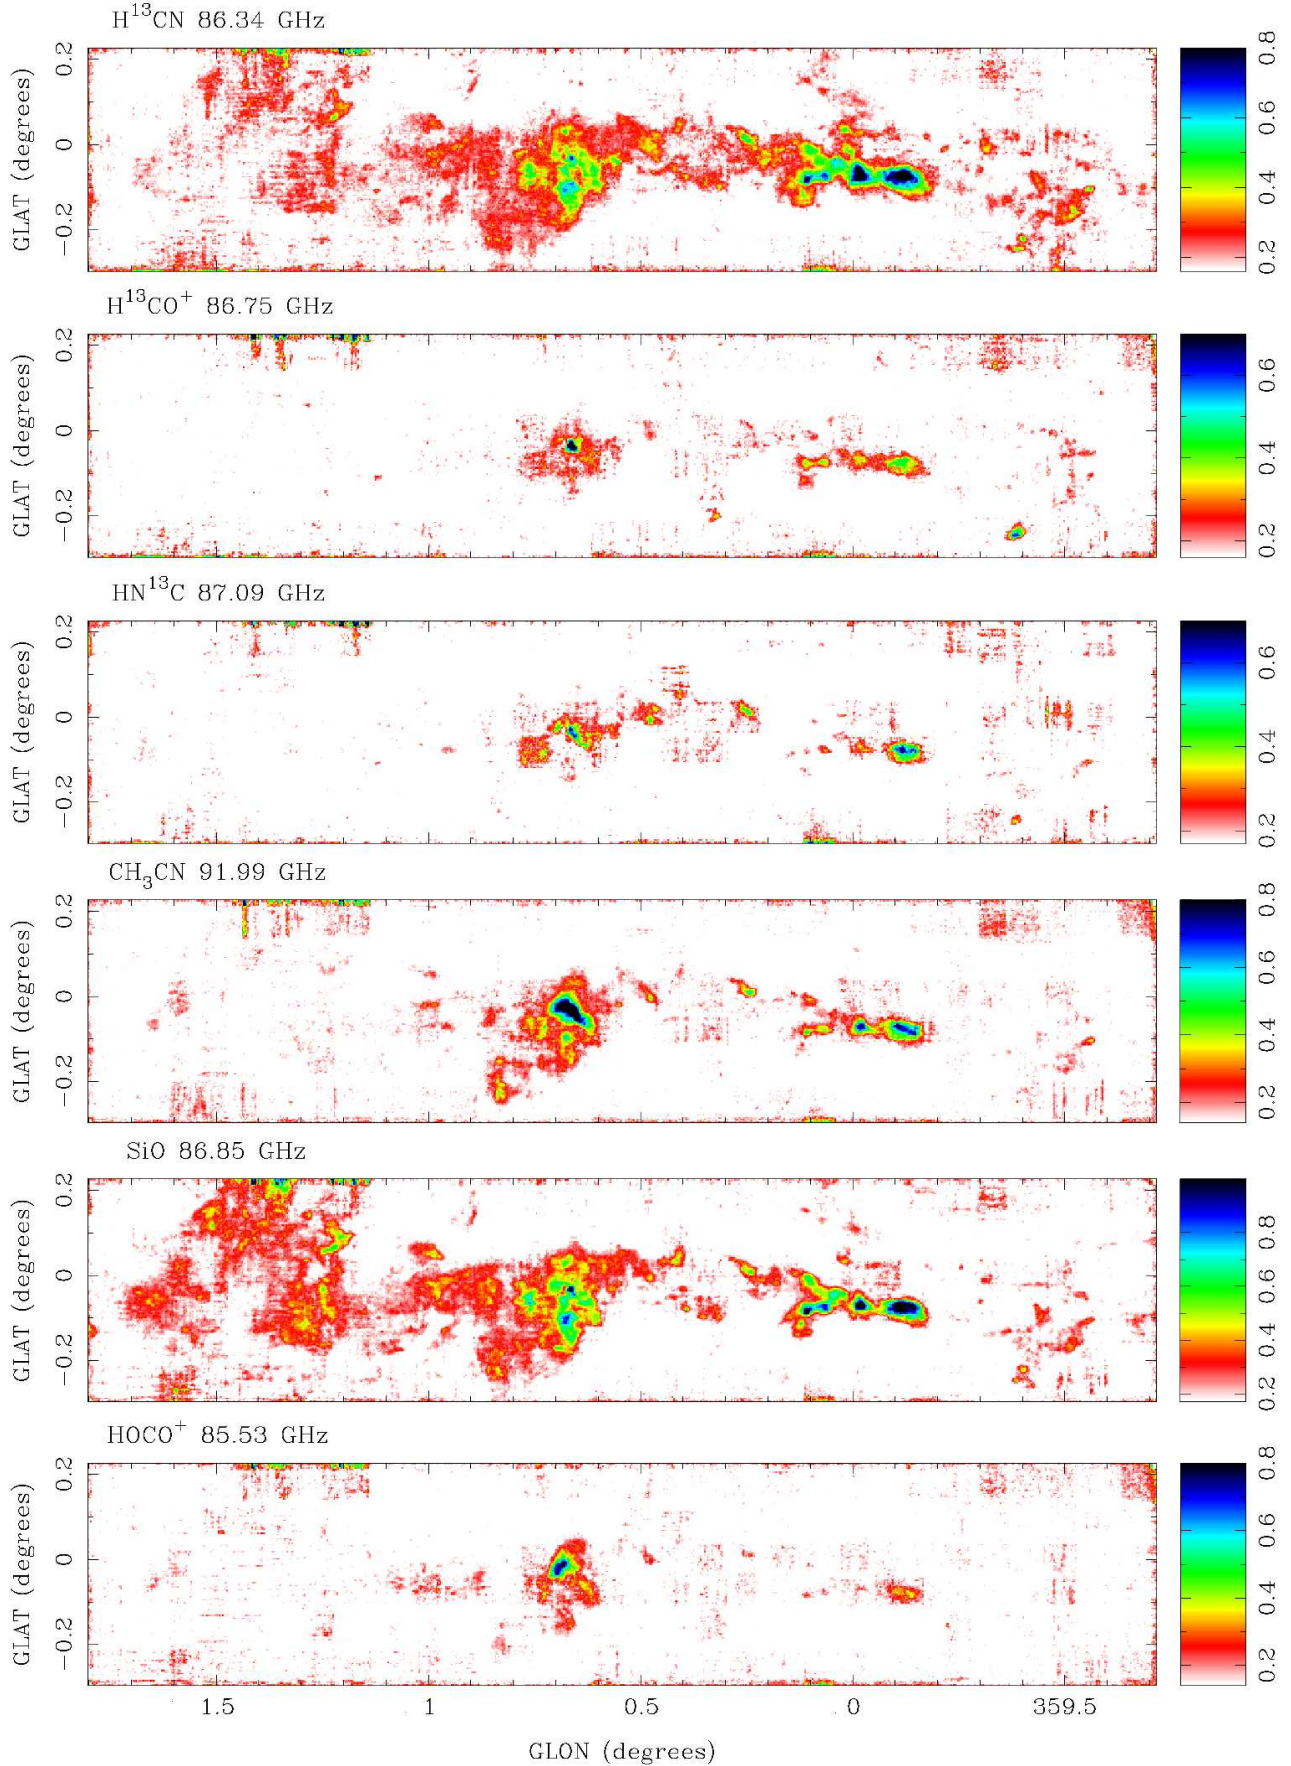 H¹³CN 86.34 GHz
GLAT (degrees)
0.2
0
−0.2
0.8
0.6
0.4
0.2
H¹³CO⁺ 86.75 GHz
GLAT (degrees)
0.2
0
−0.2
0.6
0.4
0.2
HN¹³C 87.09 GHz
GLAT (degrees)
0.2
0
−0.2
0.6
0.4
0.2
CH₃CN 91.99 GHz
GLAT (degrees)
0.2
0
−0.2
0.8
0.6
0.4
0.2
SiO 86.85 GHz
GLAT (degrees)
0.2
0
−0.2
0.8
0.6
0.4
0.2
HOCO⁺ 85.53 GHz
GLAT (degrees)
0.2
0
−0.2
0.8
0.6
0.4
0.2
1.5 1 0.5 0 359.5
GLON (degrees)